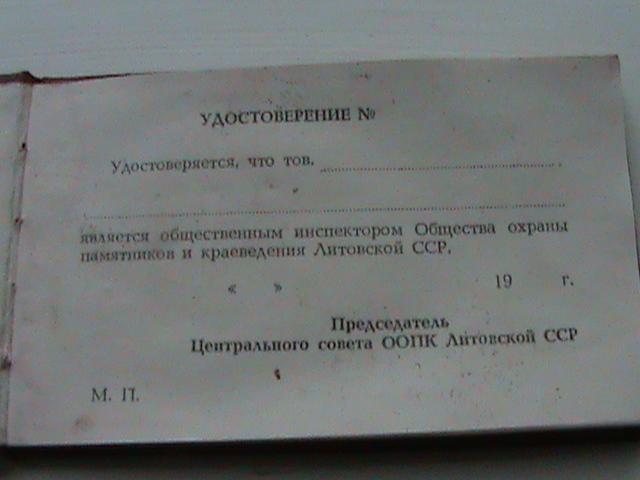 УДОСТОВЕРЕНИЕ №
Удостоверяется, что тов.
является общественным инспектором Общества охраны
памятников и краеведения Литовской ССР.
« » 19 г.
Председатель
Центрального совета ООПК Литовской ССР
М. П.